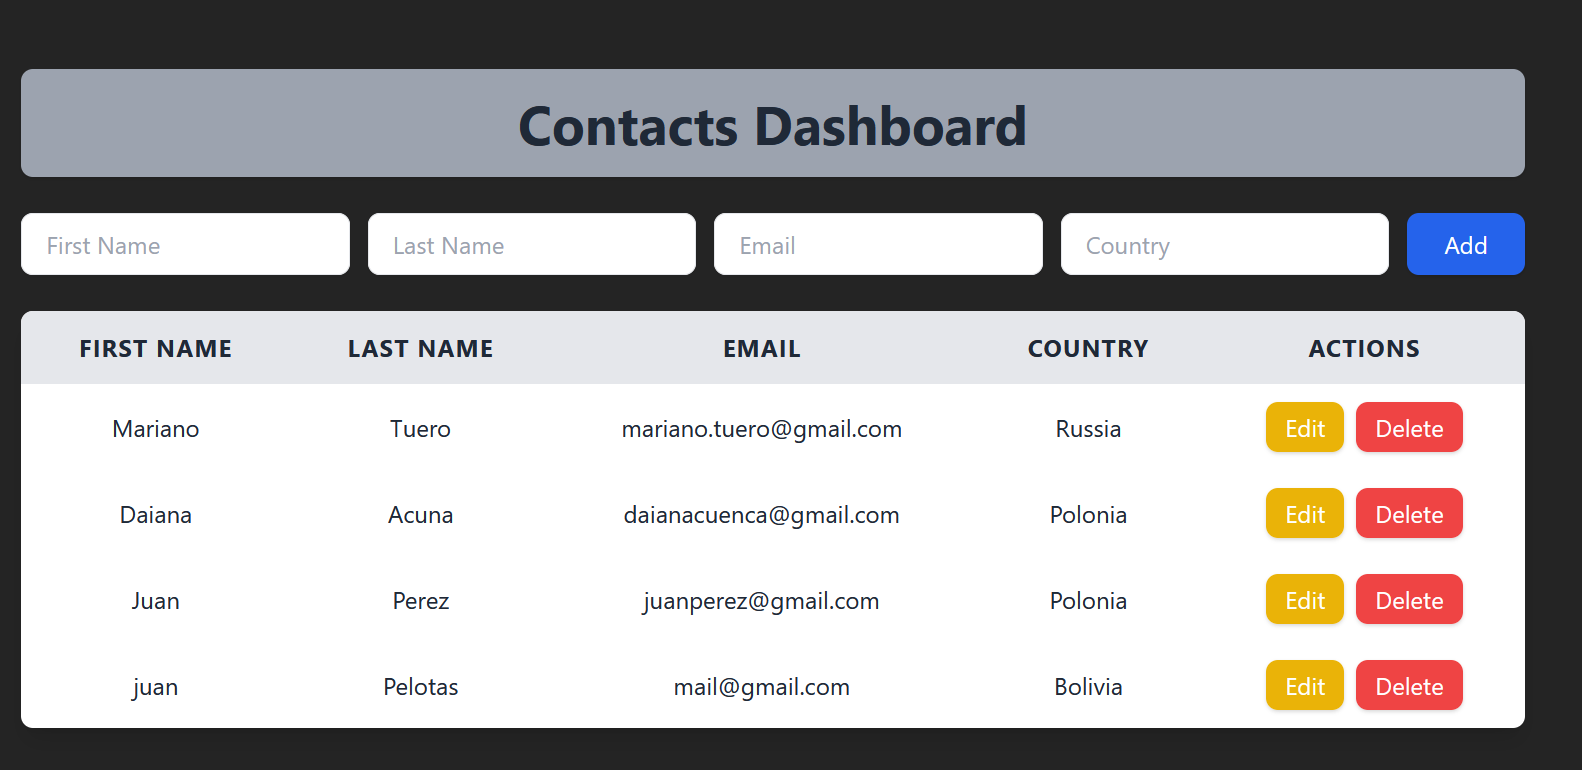 Contacts Dashboard
First Name Last Name Email Country Add
FIRST NAME LAST NAME EMAIL COUNTRY ACTIONS
Mariano Tuero mariano.tuero@gmail.com Russia Edit Delete
Daiana Acuna daianacuenca@gmail.com Polonia Edit Delete
Juan Perez juanperez@gmail.com Polonia Edit Delete
juan Pelotas mail@gmail.com Bolivia Edit Delete